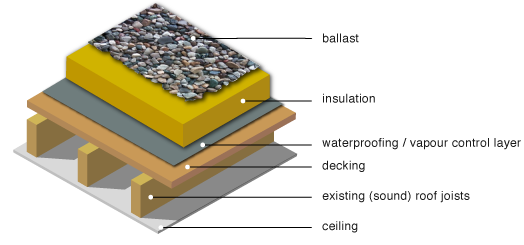 ballast
insulation
waterproofing / vapour control layer
decking
existing (sound) roof joists
ceiling